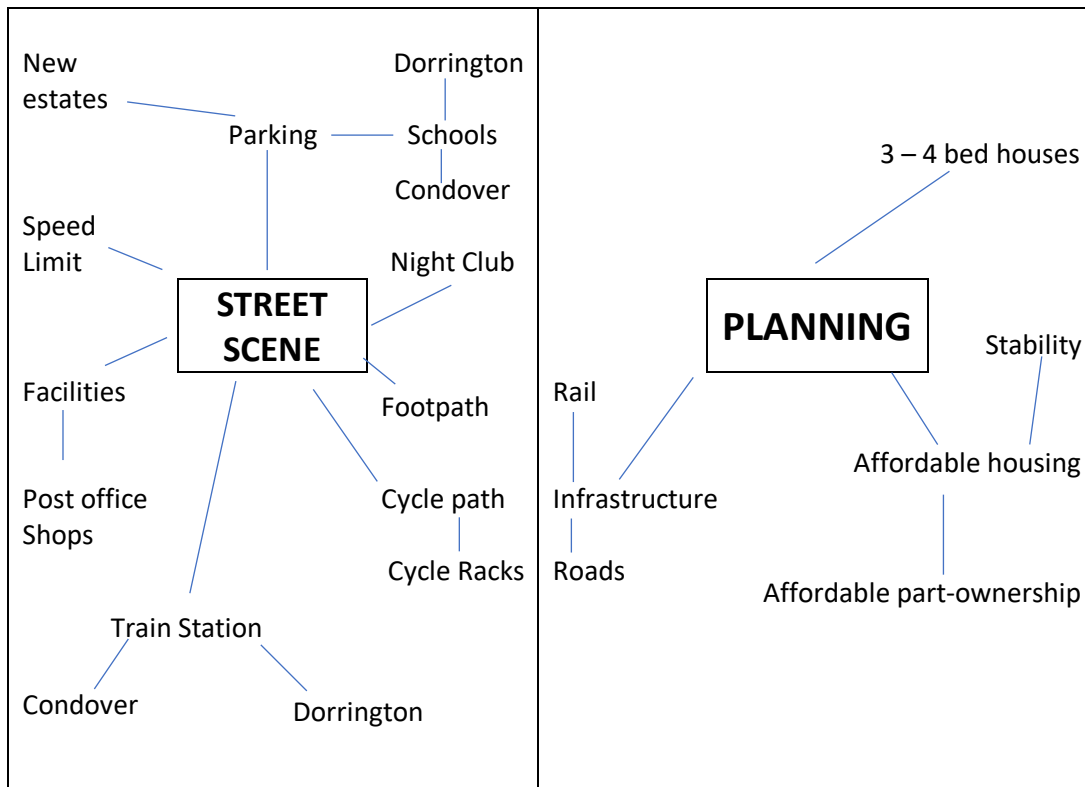 New
estates
Dorrington
Parking
Schools
Condover
Speed
Limit
Night Club
STREET
SCENE
Facilities
Footpath
Post office
Shops
Cycle path
Cycle Racks
Train Station
Condover
Dorrington
3 – 4 bed houses
PLANNING
Stability
Rail
Affordable housing
Infrastructure
Roads
Affordable part-ownership